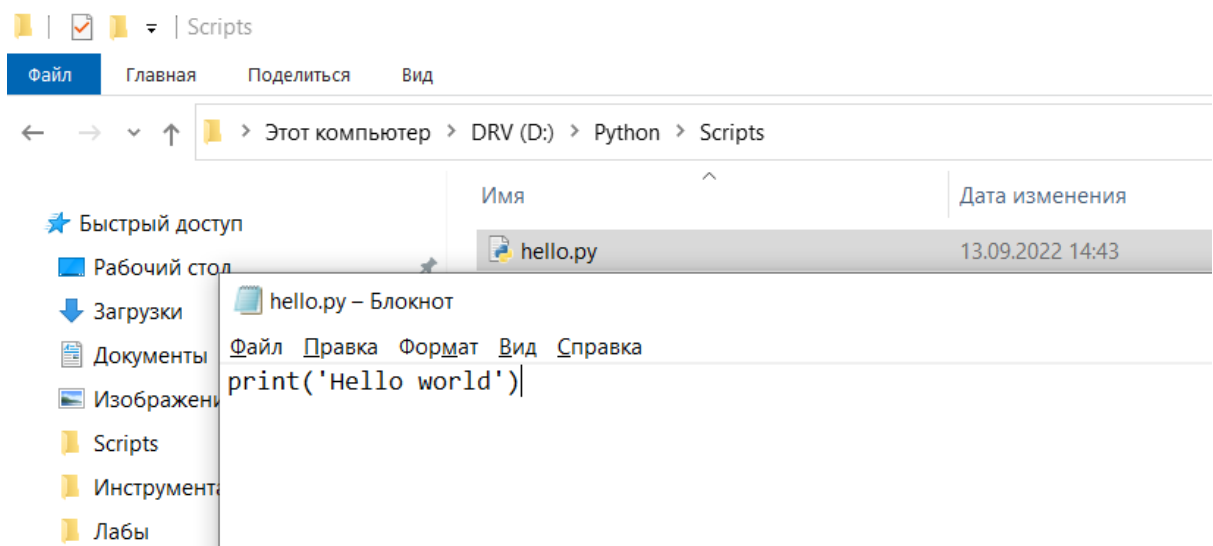 Scripts
Файл Главная Поделиться Вид
Этот компьютер > DRV (D:) > Python > Scripts
Имя Дата изменения
Быстрый доступ
hello.py 13.09.2022 14:43
Рабочий стол
hello.py – Блокнот
Загрузки
Файл Правка Формат Вид Справка
Документы
print('Hello world')
Изображени
Scripts
Инструмента
Лабы